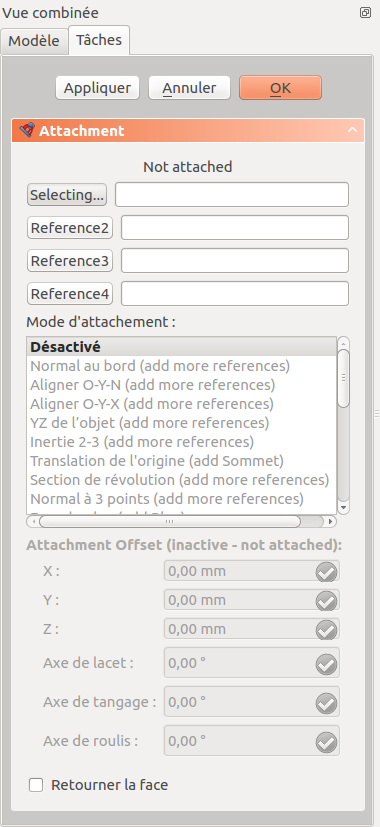 Vue combinée
Modèle Tâches
Appliquer Annuler OK
Attachment
Not attached
Selecting...
Reference2
Reference3
Reference4
Mode d'attachement :
Désactivé
Normal au bord (add more references)
Aligner O-Y-N (add more references)
Aligner O-Y-X (add more references)
YZ de l'objet (add more references)
Inertie 2-3 (add more references)
Translation de l'origine (add Sommet)
Section de révolution (add more references)
Normal à 3 points (add more references)
Attachment Offset (inactive - not attached):
X : 0,00 mm
Y : 0,00 mm
Z : 0,00 mm
Axe de lacet : 0,00 °
Axe de tangage : 0,00 °
Axe de roulis : 0,00 °
Retourner la face